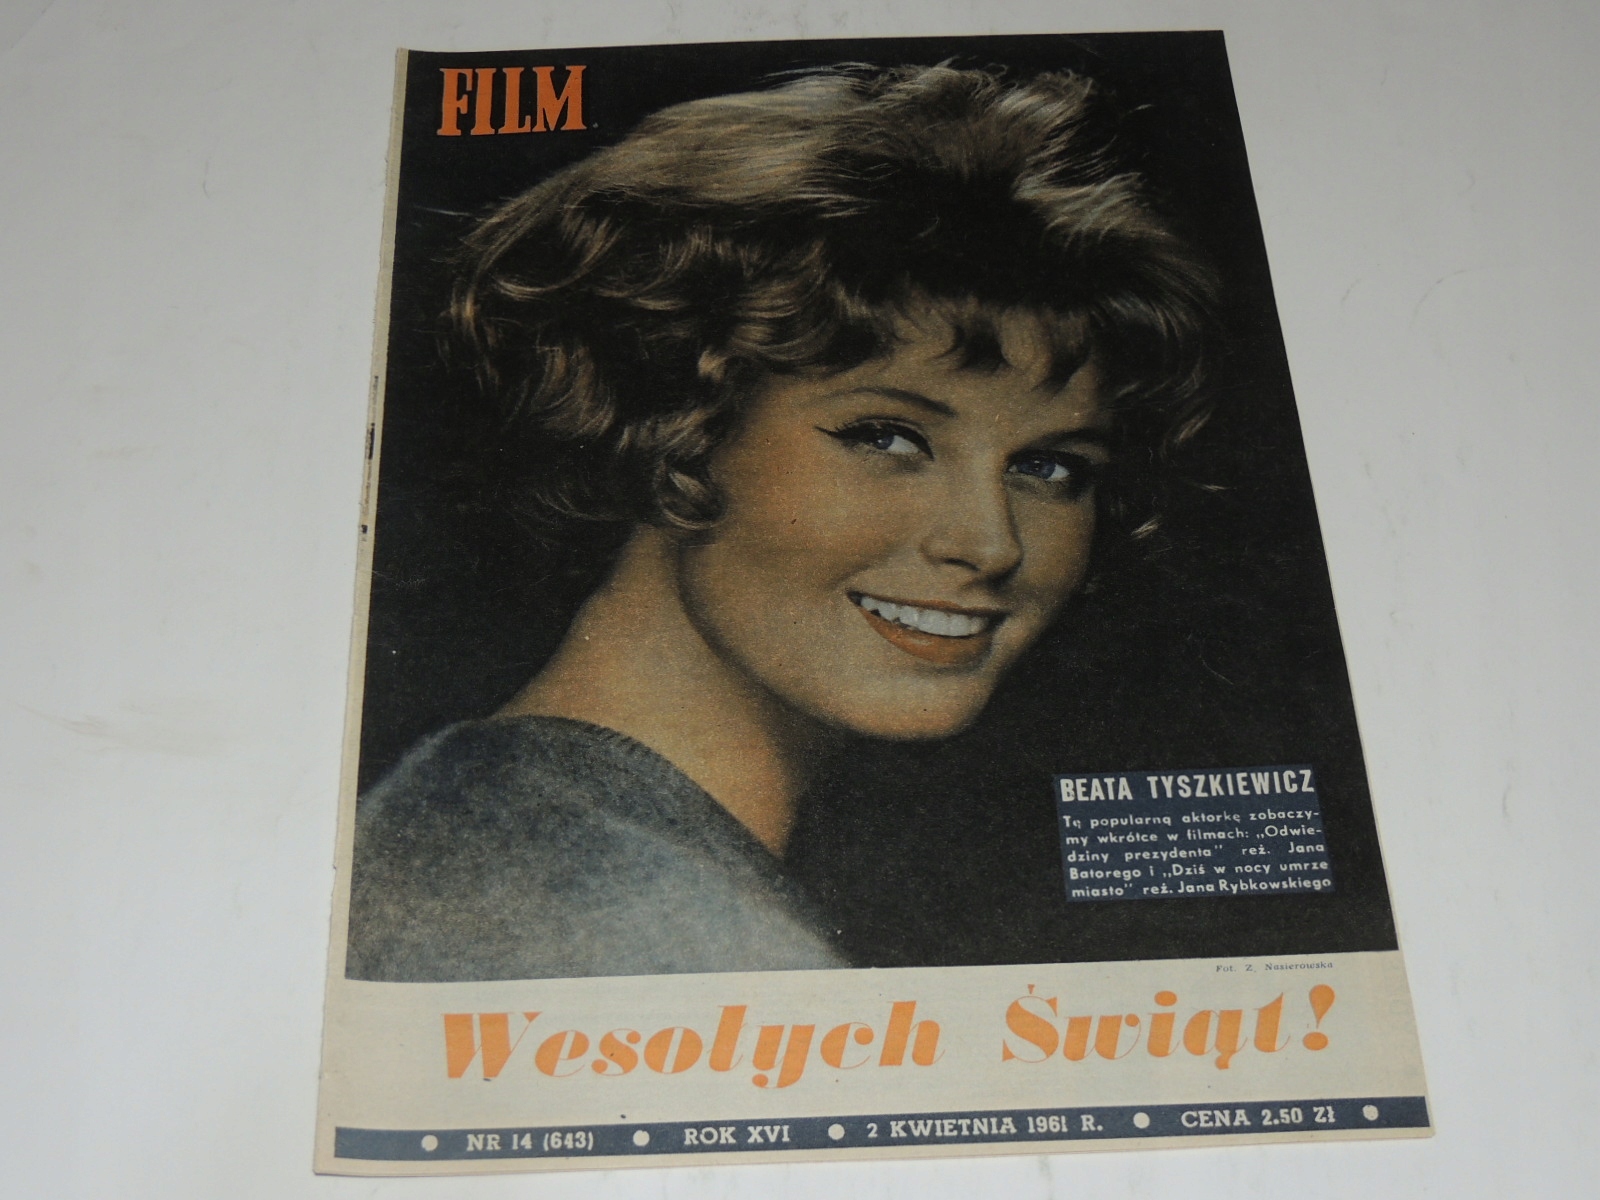 FILM
BEATA TYSZKIEWICZ
Tę popularną aktorkę zobaczy-
my wkrótce w filmach: „Odwie-
dziny prezydenta" reż. Jana
Batorego i „Dziś w nocy umrze
miasto" reż. Jana Rybkowskiego
Fot. Z. Nasierowska
Wesołych Świąt!
NR 14 (643) ● ROK XVI ● 2 KWIETNIA 1961 R. ● CENA 2.50 ZŁ